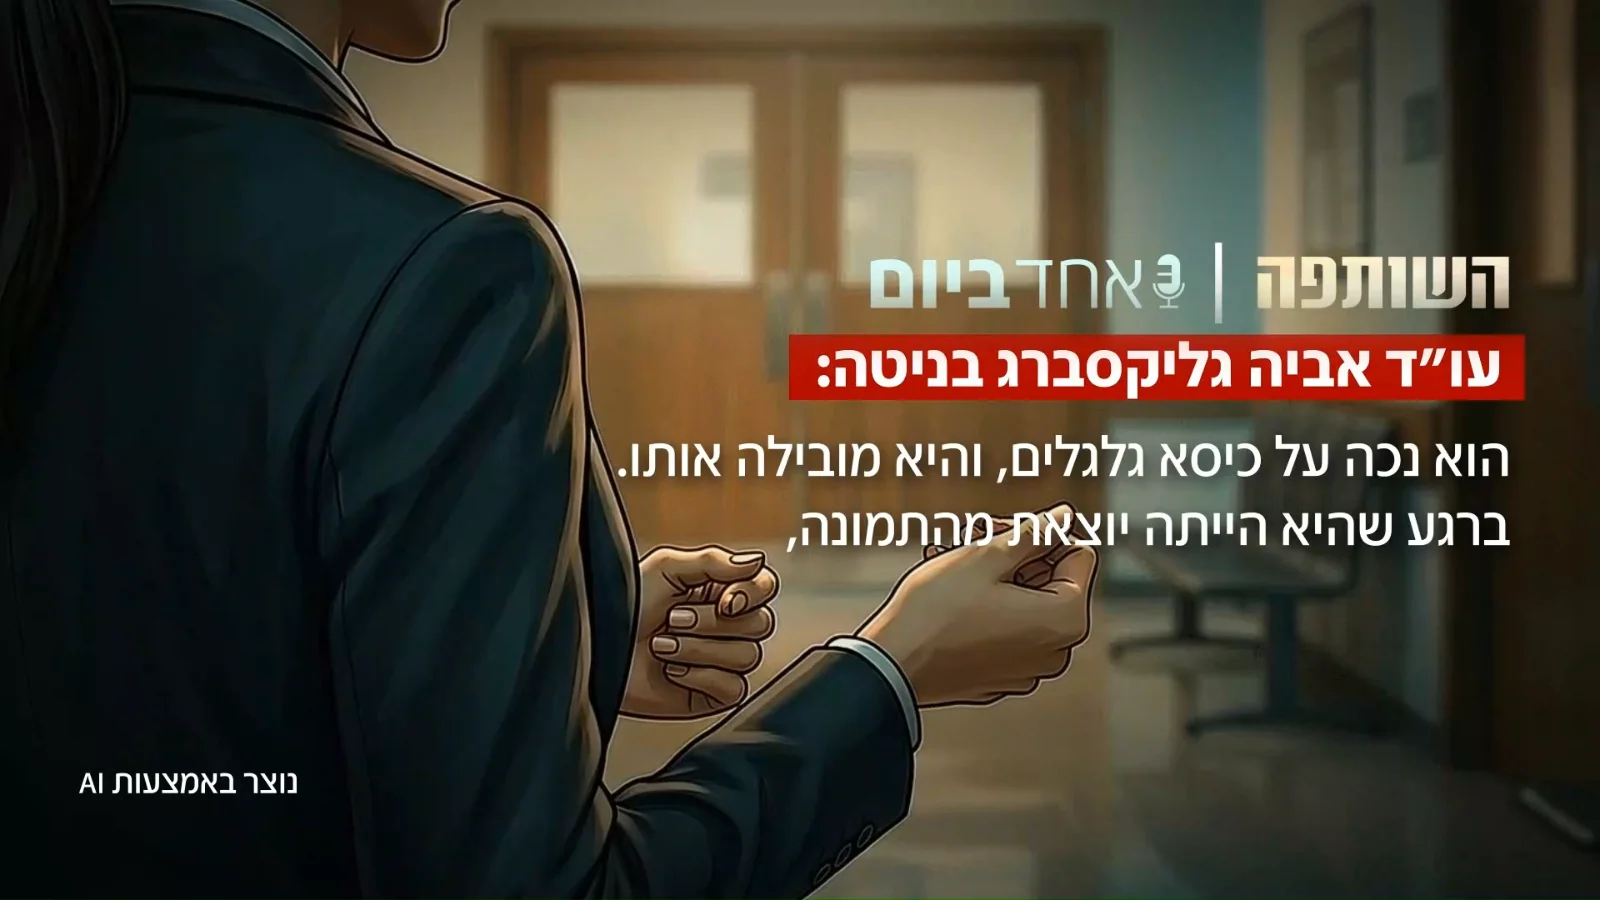 השותפה | אחד ביום
עו"ד אביה גליקסברג בניטה:
הוא נכה על כיסא גלגלים, והיא מובילה אותו.
ברגע שהיא הייתה יוצאת מהתמונה,
נוצר באמצעות AI